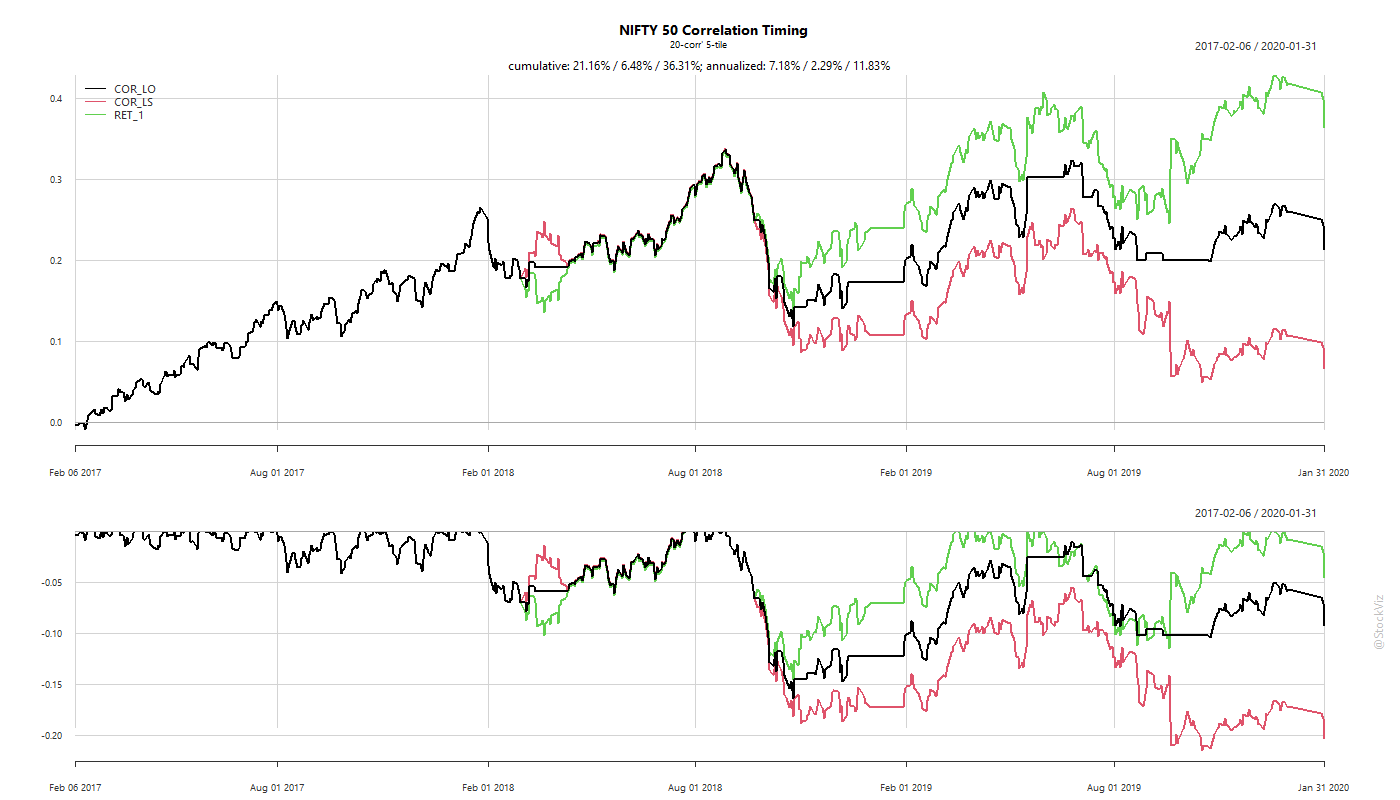 NIFTY 50 Correlation Timing
20-corr' 5-tile
2017-02-06 / 2020-01-31
cumulative: 21.16% / 6.48% / 36.31%; annualized: 7.18% / 2.29% / 11.83%
COR_LO
COR_LS
RET_1
0.4
0.3
0.2
0.1
0.0
Feb 06 2017 Aug 01 2017 Feb 01 2018 Aug 01 2018 Feb 01 2019 Aug 01 2019 Jan 31 2020
2017-02-06 / 2020-01-31
-0.05
-0.10
-0.15
-0.20
Feb 06 2017 Aug 01 2017 Feb 01 2018 Aug 01 2018 Feb 01 2019 Aug 01 2019 Jan 31 2020
@StockViz